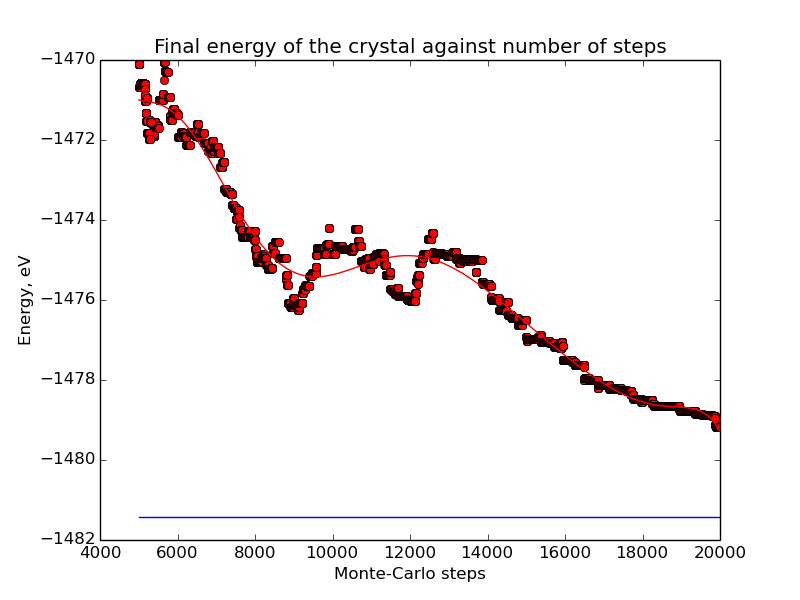 Final energy of the crystal against number of steps
Energy, eV
−1470
−1472
−1474
−1476
−1478
−1480
−1482
4000 6000 8000 10000 12000 14000 16000 18000 20000
Monte-Carlo steps